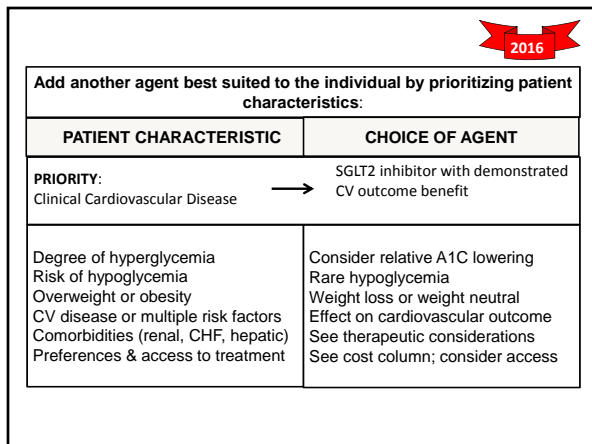 2016
Add another agent best suited to the individual by prioritizing patient
characteristics:
PATIENT CHARACTERISTIC
CHOICE OF AGENT
PRIORITY:
Clinical Cardiovascular Disease
SGLT2 inhibitor with demonstrated
CV outcome benefit
Degree of hyperglycemia
Risk of hypoglycemia
Overweight or obesity
CV disease or multiple risk factors
Comorbidities (renal, CHF, hepatic)
Preferences & access to treatment
Consider relative A1C lowering
Rare hypoglycemia
Weight loss or weight neutral
Effect on cardiovascular outcome
See therapeutic considerations
See cost column; consider access